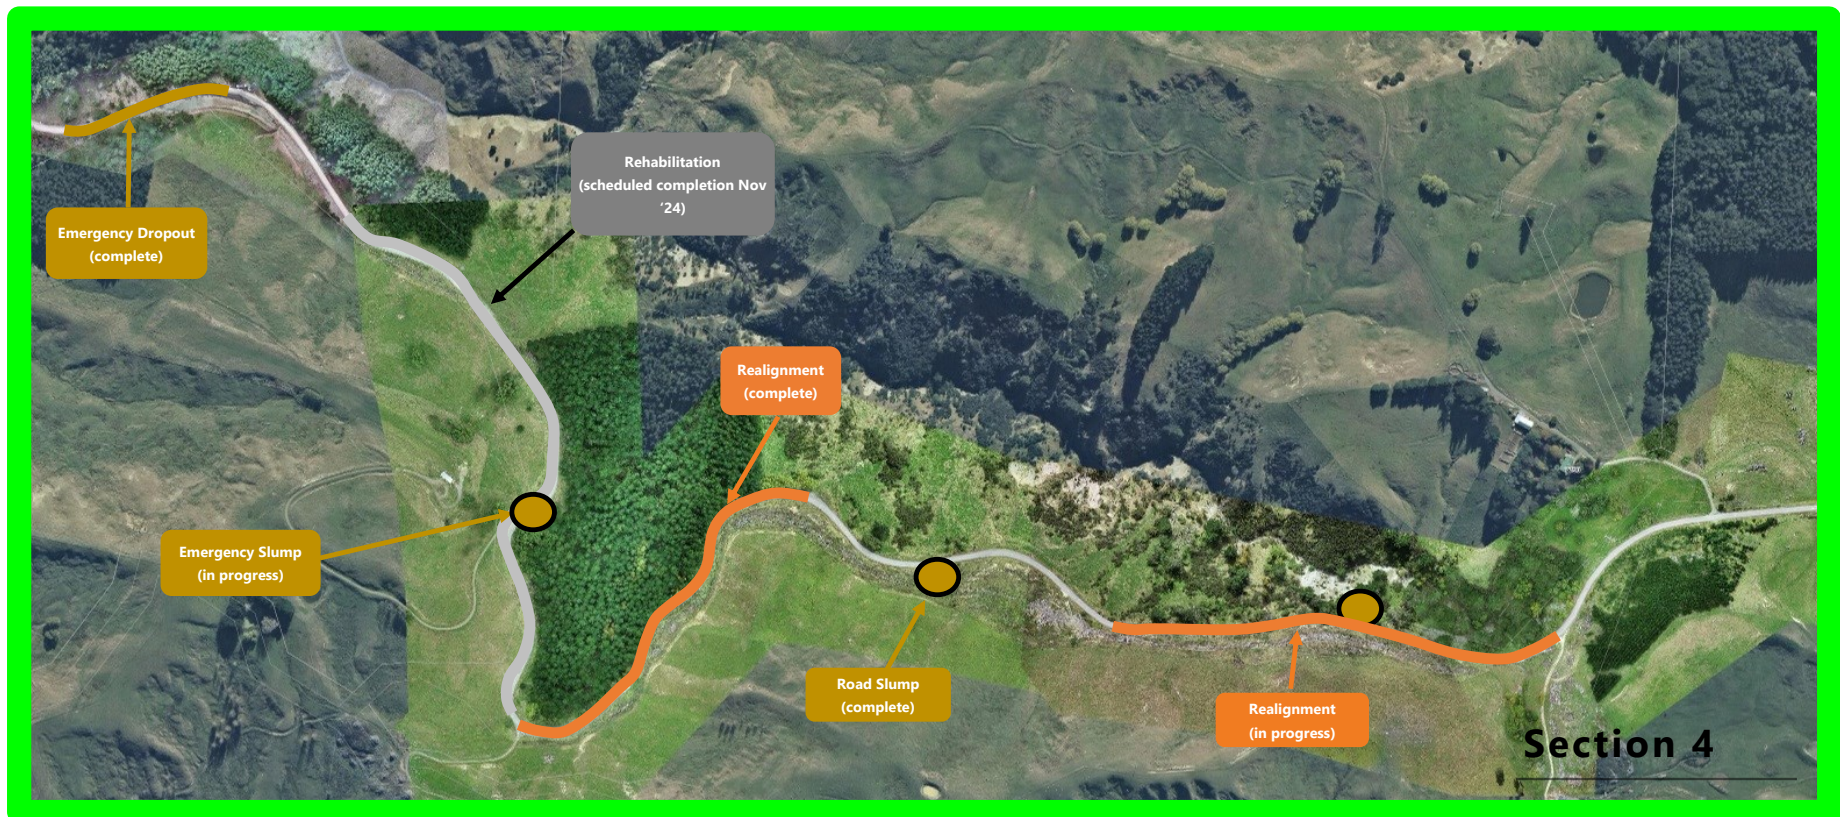 Rehabilitation
(scheduled completion Nov
‘24)
Emergency Dropout
(complete)
Realignment
(complete)
Emergency Slump
(in progress)
Road Slump
(complete)
Realignment
(in progress)
Section 4